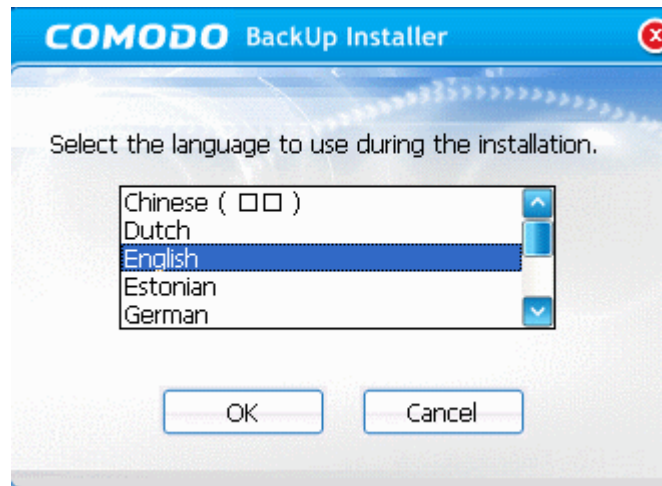 COMODO BackUp Installer
Select the language to use during the installation.
Chinese ( □□ )
Dutch
English
Estonian
German
OK
Cancel